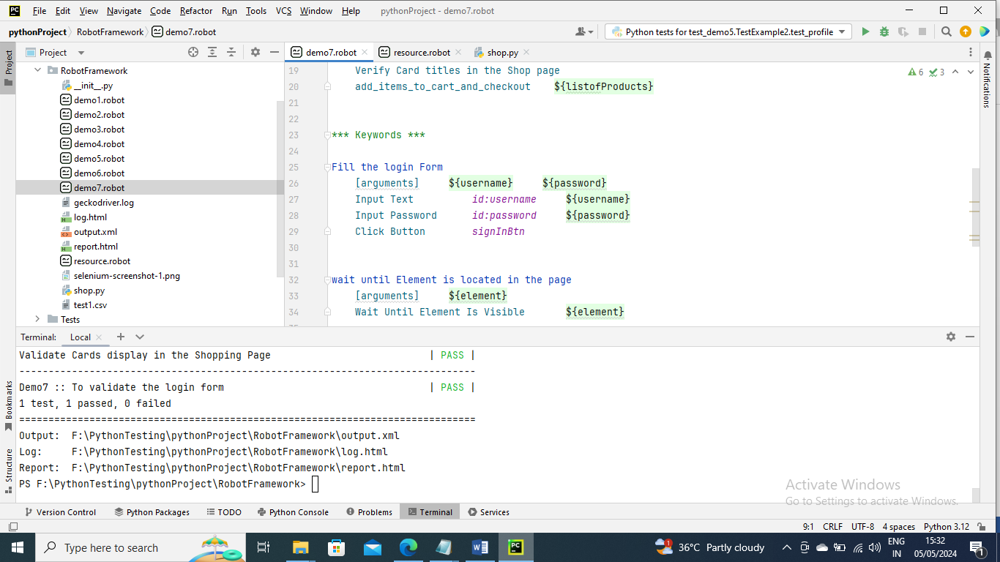 PC File Edit View Navigate Code Refactor Run Tools VCS Window Help pythonProject - demo7.robot
pythonProject RobotFramework demo7.robot Python tests for test_demo5.TestExample2.test_profile
Project
Project
demo7.robot resource.robot shop.py
Notifications
RobotFramework
__init__.py
demo1.robot
demo2.robot
demo3.robot
demo4.robot
demo5.robot
demo6.robot
demo7.robot
geckodriver.log
log.html
output.xml
report.html
resource.robot
selenium-screenshot-1.png
shop.py
test1.csv
Tests
6 3
19 Verify Card titles in the Shop page
20 add_items_to_cart_and_checkout ${listofProducts}
21
22
23 *** Keywords ***
24
25 Fill the login Form
26 [arguments] ${username} ${password}
27 Input Text id:username ${username}
28 Input Password id:password ${password}
29 Click Button signInBtn
30
31
32 wait until Element is located in the page
33 [arguments] ${element}
34 Wait Until Element Is Visible ${element}
Terminal: Local
Validate Cards display in the Shopping Page | PASS |
------------------------------------------------------------------------------
Demo7 :: To validate the login form | PASS |
1 test, 1 passed, 0 failed
==============================================================================
Output: F:\PythonTesting\pythonProject\RobotFramework\output.xml
Log: F:\PythonTesting\pythonProject\RobotFramework\log.html
Report: F:\PythonTesting\pythonProject\RobotFramework\report.html
PS F:\PythonTesting\pythonProject\RobotFramework>
Bookmarks
Structure
Activate Windows
Go to Settings to activate Windows.
Version Control Python Packages TODO Python Console Problems Terminal Services
9:1 CRLF UTF-8 4 spaces Python 3.12
Type here to search
1 36°C Partly cloudy
ENG
IN
15:32
05/05/2024
1